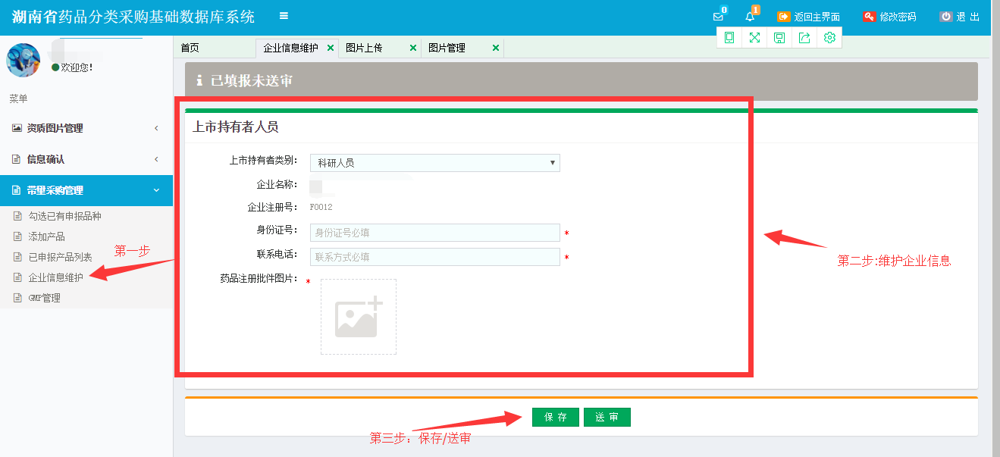 湖南省药品分类采购基础数据库系统
0
1
返回主界面
修改密码
退 出
欢迎您!
菜单
资质图片管理
信息确认
带量采购管理
勾选已有申报品种
添加产品
已申报产品列表
企业信息维护
GMP管理
第一步
首页
企业信息维护
图片上传
图片管理
已填报未送审
上市持有者人员
上市持有者类别:
科研人员
企业名称:
企业注册号:
F0012
身份证号:
身份证号必填
*
联系电话:
联系方式必填
*
药品注册批件图片:
*
第二步:维护企业信息
保 存
送 审
第三步: 保存/送审